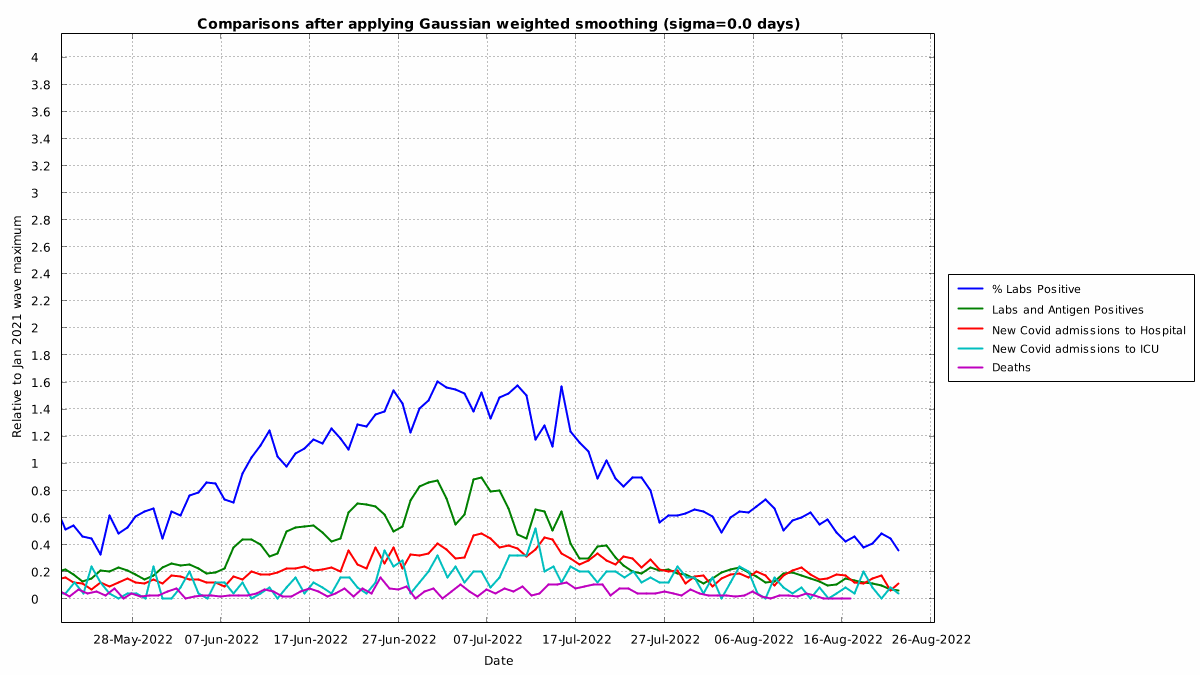 Comparisons after applying Gaussian weighted smoothing (sigma=0.0 days)
Relative to Jan 2021 wave maximum
4
3.8
3.6
3.4
3.2
3
2.8
2.6
2.4
2.2
2
1.8
1.6
1.4
1.2
1
0.8
0.6
0.4
0.2
0
28-May-2022 07-Jun-2022 17-Jun-2022 27-Jun-2022 07-Jul-2022 17-Jul-2022 27-Jul-2022 06-Aug-2022 16-Aug-2022 26-Aug-2022
Date
% Labs Positive
Labs and Antigen Positives
New Covid admissions to Hospital
New Covid admissions to ICU
Deaths